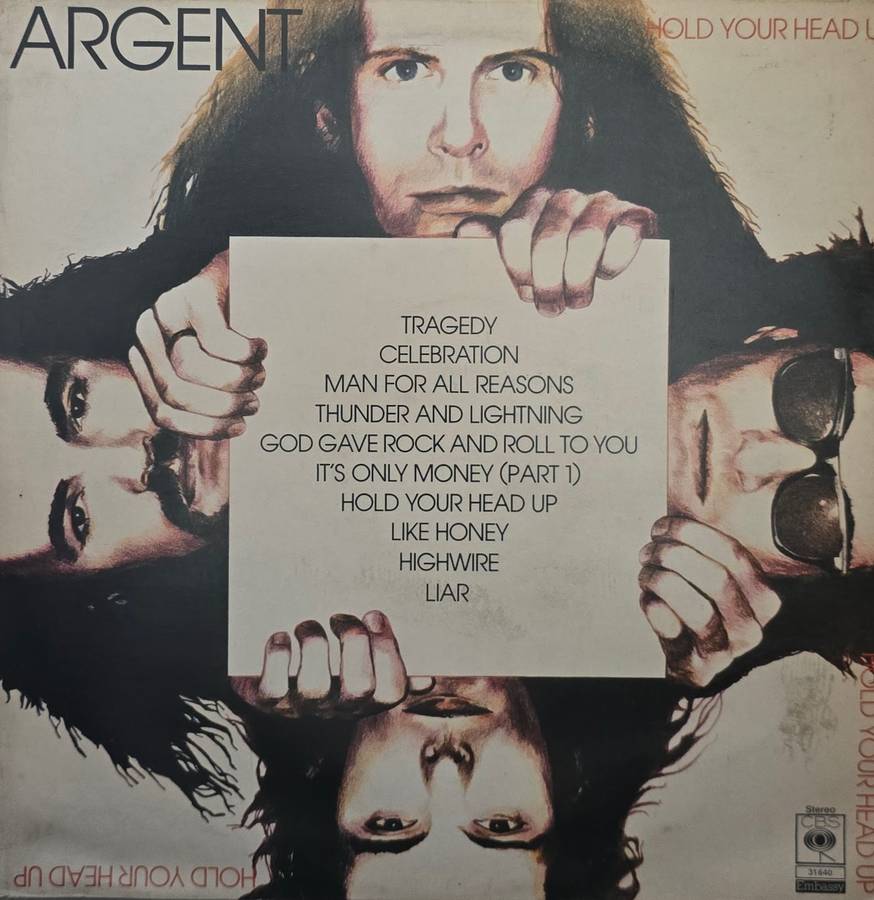 ARGENT
HOLD YOUR HEAD U
TRAGEDY
CELEBRATION
MAN FOR ALL REASONS
THUNDER AND LIGHTNING
GOD GAVE ROCK AND ROLL TO YOU
IT'S ONLY MONEY (PART 1)
HOLD YOUR HEAD UP
LIKE HONEY
HIGHWIRE
LIAR
HOLD YOUR HEAD UP
HOLD YOUR HEAD UP
Stereo
CBS
31640
Embassy